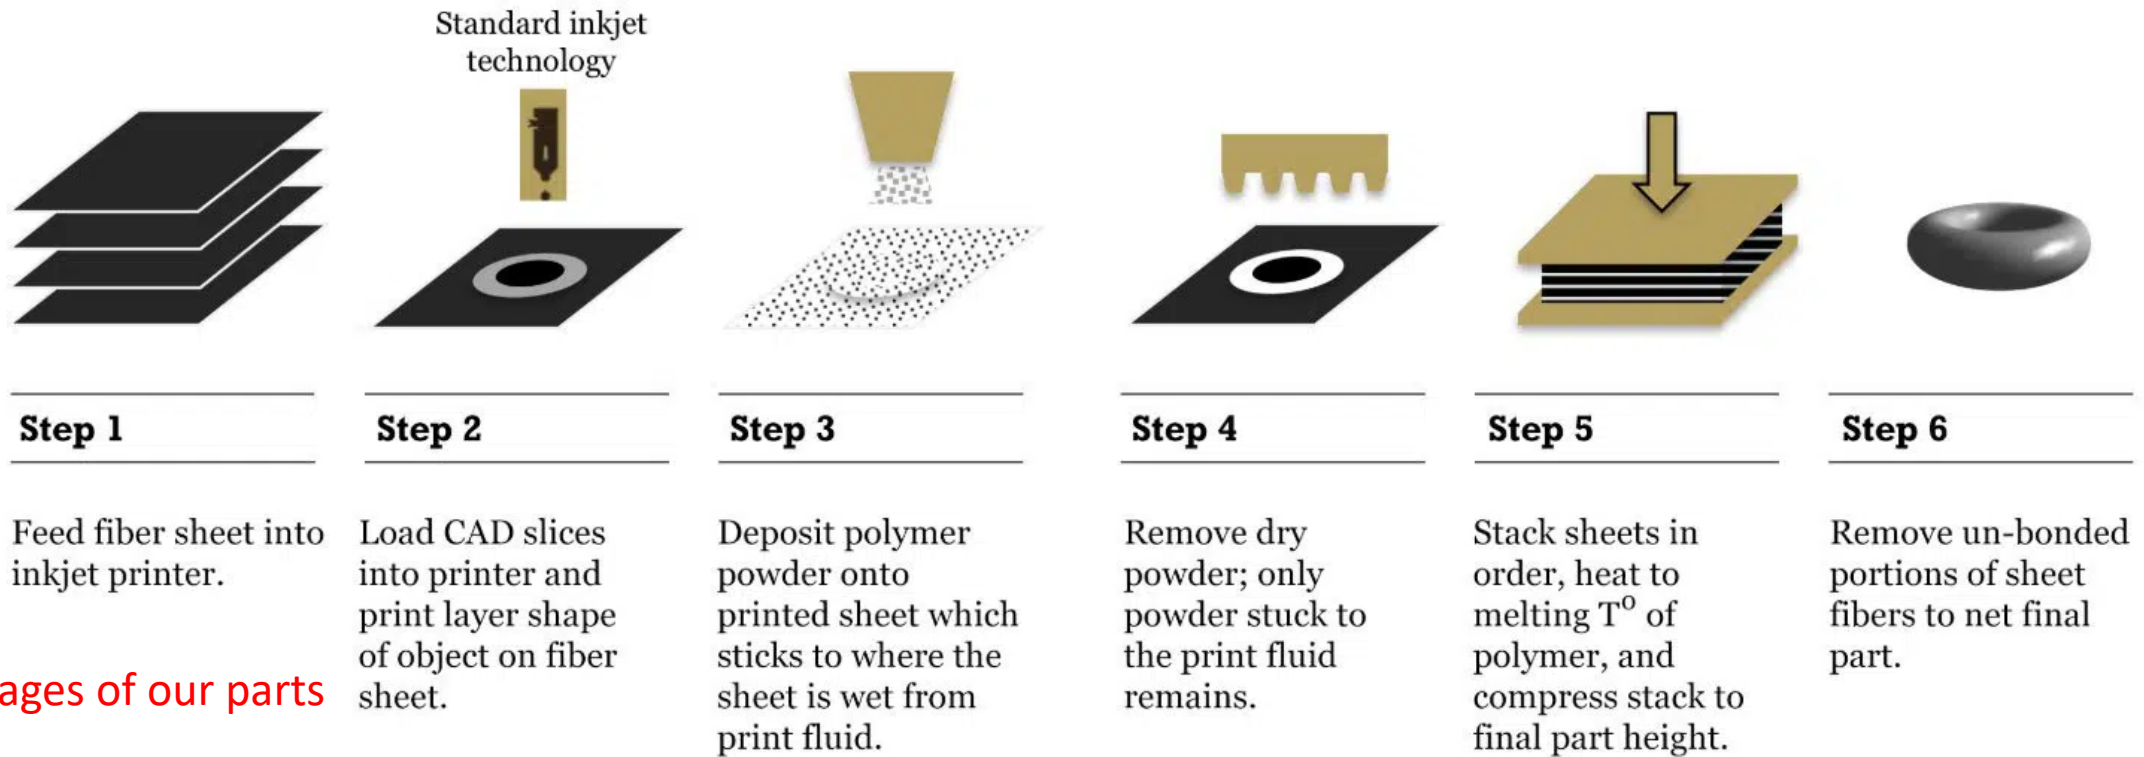 Standard inkjet
technology
Step 1
Feed fiber sheet into
inkjet printer.
Step 2
Load CAD slices
into printer and
print layer shape
of object on fiber
sheet.
Step 3
Deposit polymer
powder onto
printed sheet which
sticks to where the
sheet is wet from
print fluid.
Step 4
Remove dry
powder; only
powder stuck to
the print fluid
remains.
Step 5
Stack sheets in
order, heat to
melting Tº of
polymer, and
compress stack to
final part height.
Step 6
Remove un-bonded
portions of sheet
fibers to net final
part.
ages of our parts